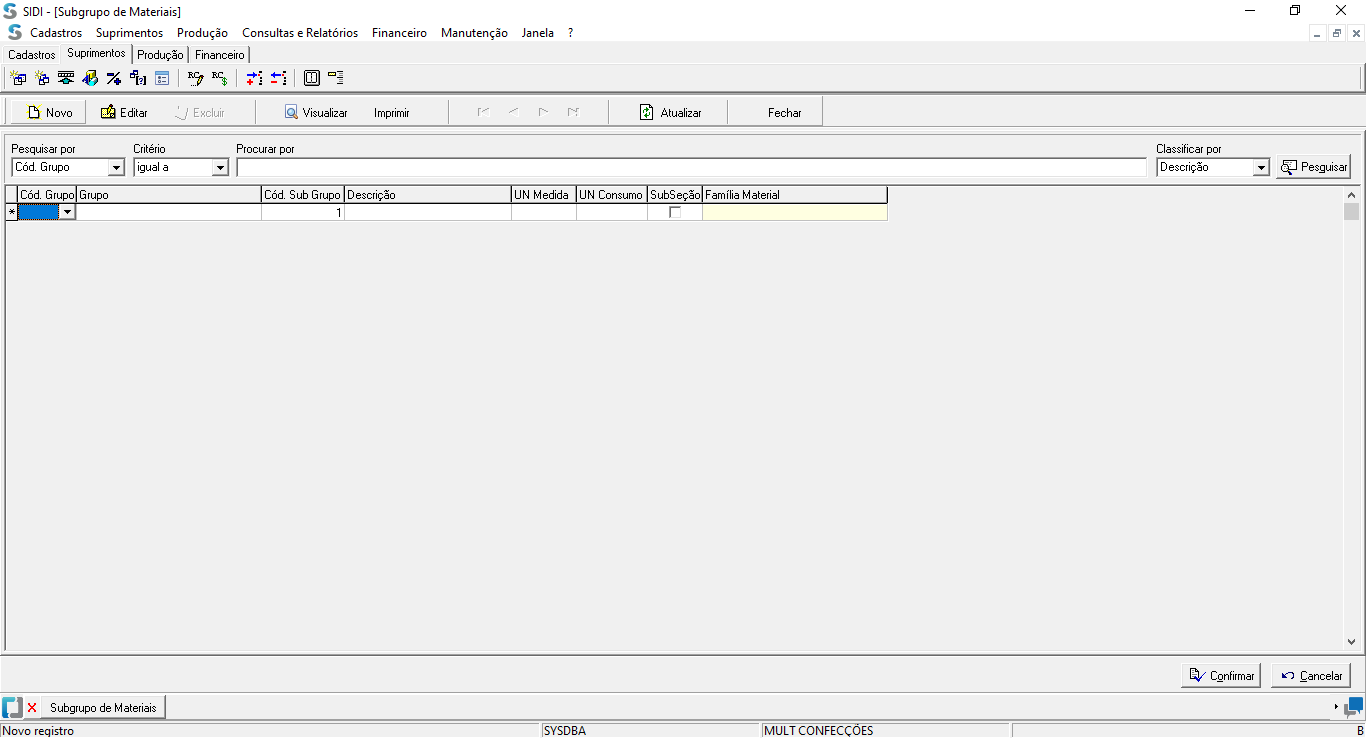 SIDI - [Subgrupo de Materiais]
Cadastros Suprimentos Produção Consultas e Relatórios Financeiro Manutenção Janela ?
Cadastros Suprimentos Produção Financeiro
Novo Editar Excluir Visualizar Imprimir Atualizar Fechar
Pesquisar por Critério Procurar por Classificar por
Cód. Grupo igual a Descrição Pesquisar
Cód. Grupo Grupo Cód. Sub Grupo Descrição UN Medida UN Consumo SubSeção Família Material
* 1
Confirmar Cancelar
Subgrupo de Materiais
Novo registro SYSDBA MULT CONFECÇÕES B